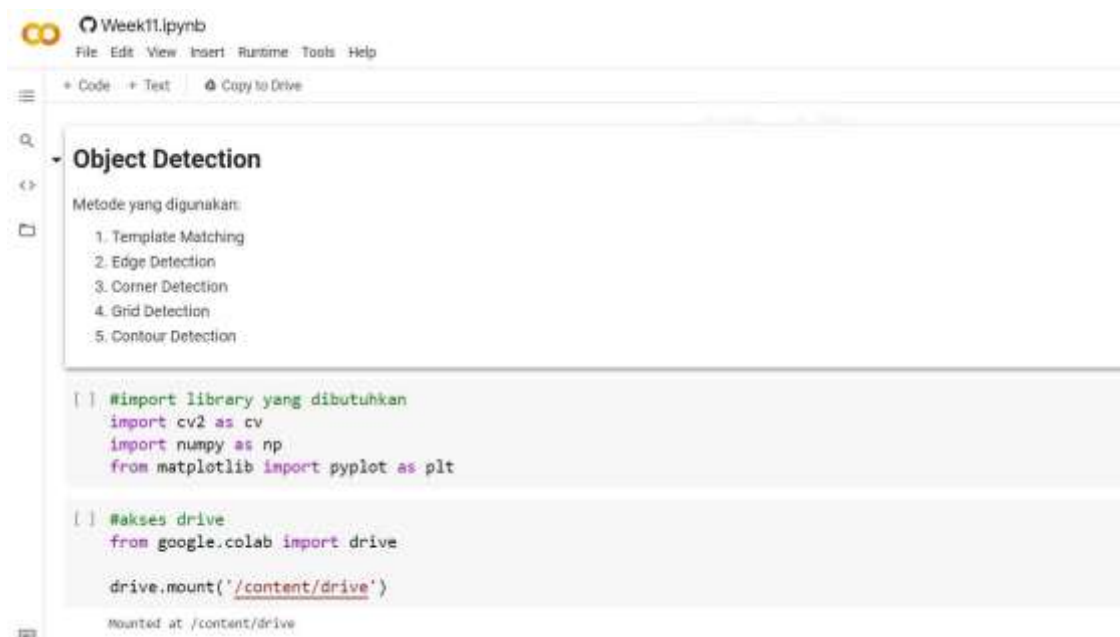 Week11.ipynb
File Edit View Insert Runtime Tools Help
+ Code + Text Copy to Drive
Object Detection
Metode yang digunakan:
1. Template Matching
2. Edge Detection
3. Corner Detection
4. Grid Detection
5. Contour Detection
[ ] #import library yang dibutuhkan
import cv2 as cv
import numpy as np
from matplotlib import pyplot as plt
[ ] #akses drive
from google.colab import drive
drive.mount('/content/drive')
Mounted at /content/drive